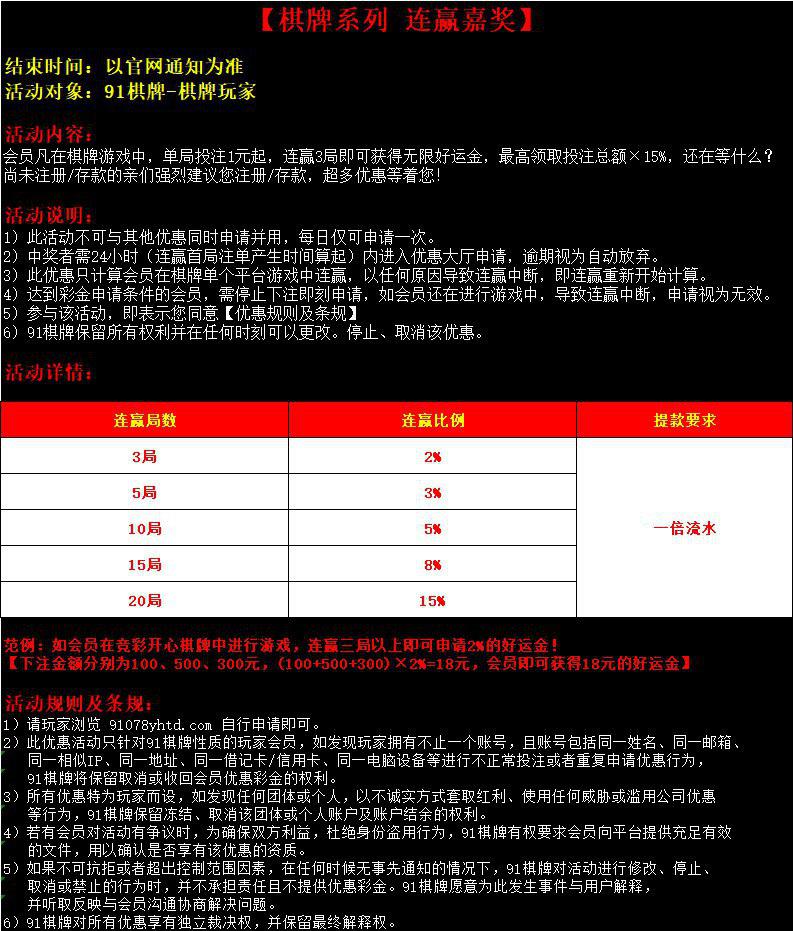 【棋牌系列 连赢嘉奖】
结束时间：以官网通知为准
活动对象：91棋牌-棋牌玩家
活动内容：
会员凡在棋牌游戏中，单局投注1元起，连赢3局即可获得无限好运金，最高领取投注总额×15%，还在等什么？
尚未注册/存款的亲们强烈建议您注册/存款，超多优惠等着您！
活动说明：
1）此活动不可与其他优惠同时申请并用，每日仅可申请一次。
2）中奖者需24小时（连赢首局注单产生时间算起）内进入优惠大厅申请，逾期视为自动放弃。
3）此优惠只计算会员在棋牌单个平台游戏中连赢，以任何原因导致连赢中断，即连赢重新开始计算。
4）达到彩金申请条件的会员，需停止下注即刻申请，如会员还在进行游戏中，导致连赢中断，申请视为无效。
5）参与该活动，即表示您同意【优惠规则及条规】
6）91棋牌保留所有权利并在任何时刻可以更改。停止、取消该优惠。
活动详情：
连赢局数 连赢比例 提款要求
3局 2%
5局 3%
10局 5% 一倍流水
15局 8%
20局 15%
范例：如会员在竞彩开心棋牌中进行游戏，连赢三局以上即可申请2%的好运金！
【下注金额分别为100、500、300元，(100+500+300)×2%=18元，会员即可获得18元的好运金】
活动规则及条规：
1）请玩家浏览 91078yhtd.com 自行申请即可。
2）此优惠活动只针对91棋牌性质的玩家会员，如发现玩家拥有不止一个账号，且账号包括同一姓名、同一邮箱、
同一相似IP、同一地址、同一借记卡/信用卡、同一电脑设备等进行不正常投注或者重复申请优惠行为，
91棋牌将保留取消或收回会员优惠彩金的权利。
3）所有优惠特为玩家而设，如发现任何团体或个人，以不诚实方式套取红利、使用任何威胁或滥用公司优惠
等行为，91棋牌保留冻结、取消该团体或个人账户及账户结余的权利。
4）若有会员对活动有争议时，为确保双方利益，杜绝身份盗用行为，91棋牌有权要求会员向平台提供充足有效
的文件，用以确认是否享有该优惠的资质。
5）如果不可抗拒或者超出控制范围因素，在任何时候无事先通知的情况下，91棋牌对活动进行修改、停止、
取消或禁止的行为时，并不承担责任且不提供优惠彩金。91棋牌愿意为此发生事件与用户解释，
并听取反映与会员沟通协商解决问题。
6）91棋牌对所有优惠享有独立裁决权，并保留最终解释权。